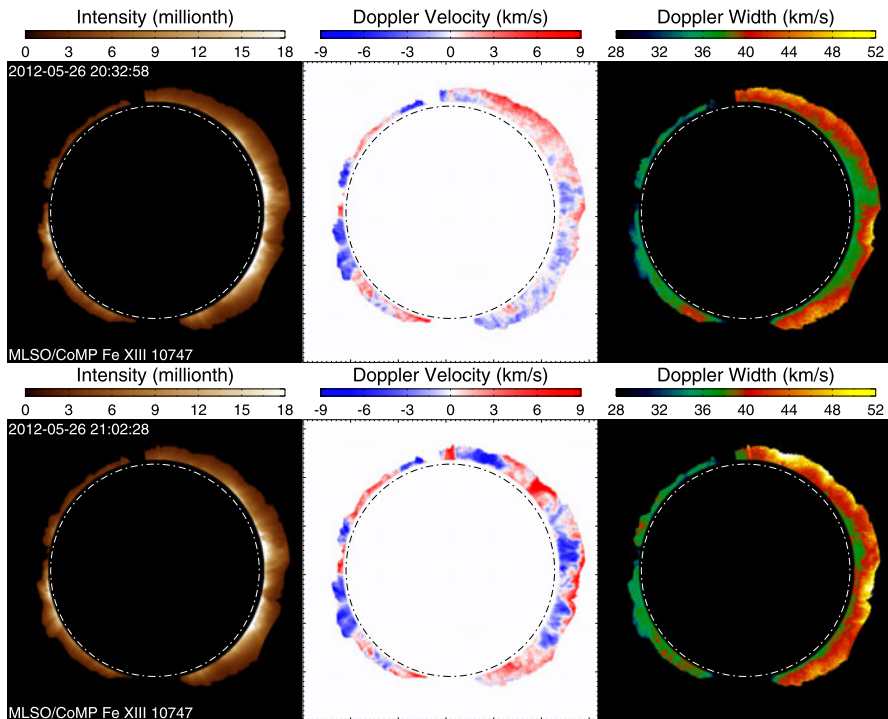 Intensity (millionth) Doppler Velocity (km/s) Doppler Width (km/s)
0 3 6 9 12 15 18 -9 -6 -3 0 3 6 9 28 32 36 40 44 48 52
2012-05-26 20:32:58
MLSO/CoMP Fe XIII 10747
Intensity (millionth) Doppler Velocity (km/s) Doppler Width (km/s)
0 3 6 9 12 15 18 -9 -6 -3 0 3 6 9 28 32 36 40 44 48 52
2012-05-26 21:02:28
MLSO/CoMP Fe XIII 10747